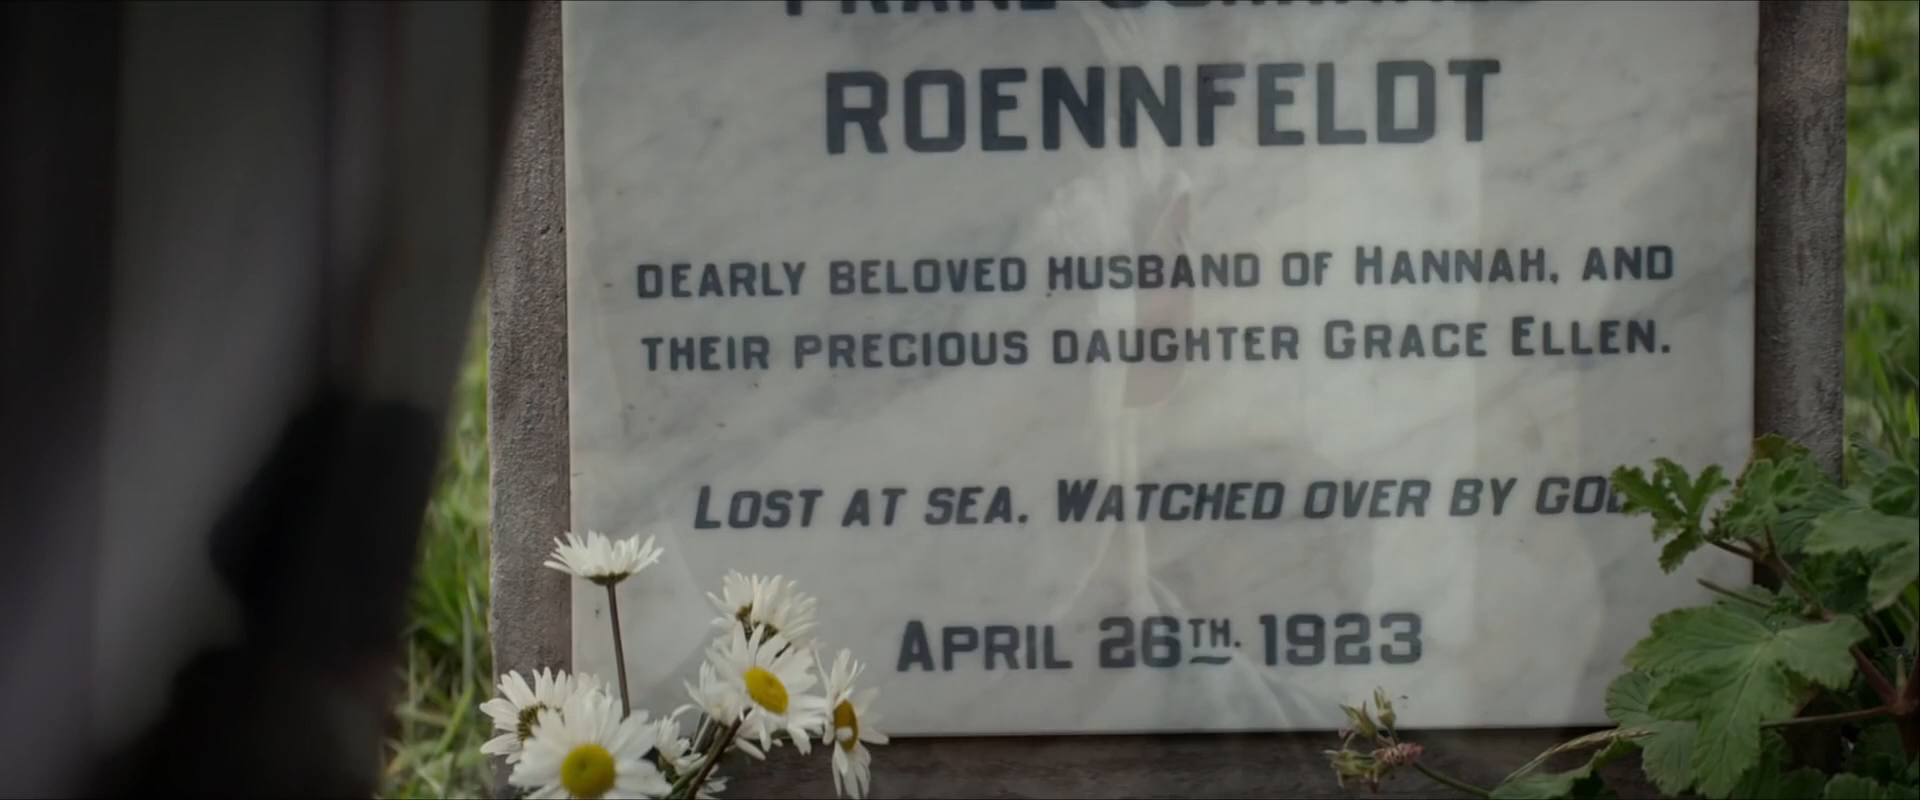 ROENNFELDT
DEARLY BELOVED HUSBAND OF HANNAH, AND
THEIR PRECIOUS DAUGHTER GRACE ELLEN.
LOST AT SEA. WATCHED OVER BY GOD
APRIL 26TH. 1923